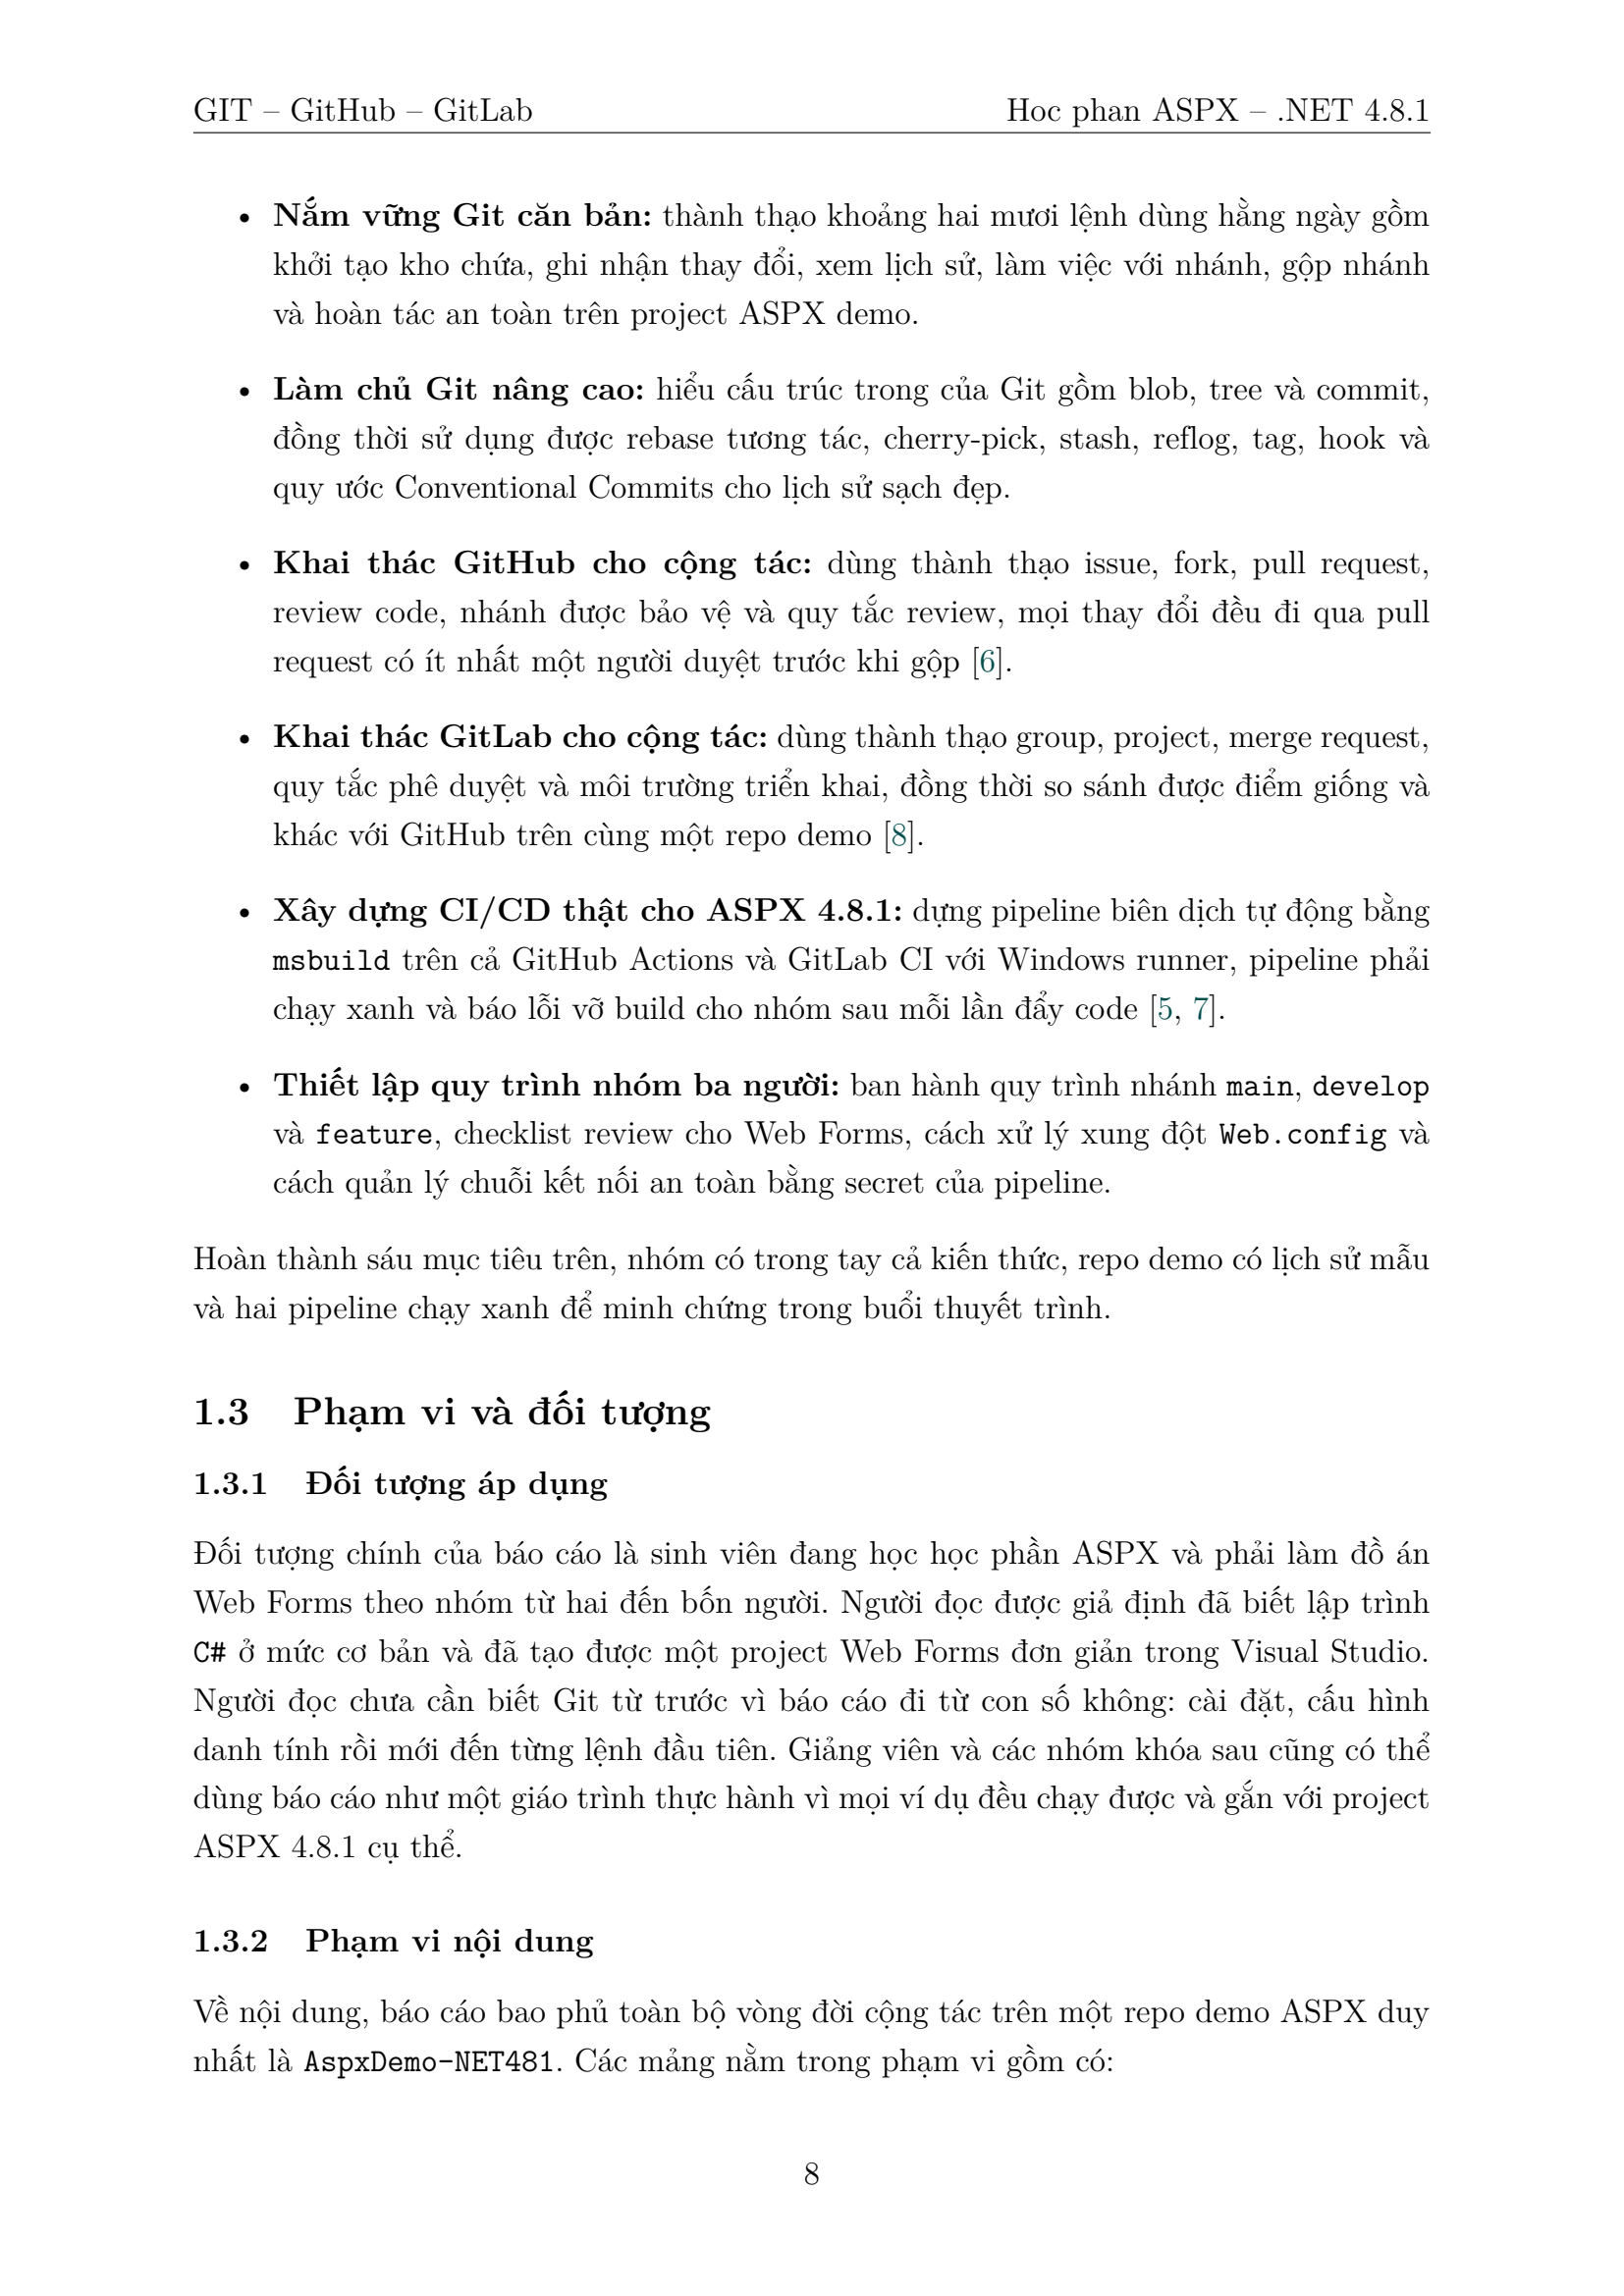 GIT – GitHub – GitLab
Hoc phan ASPX – .NET 4.8.1
• Nắm vững Git căn bản: thành thạo khoảng hai mươi lệnh dùng hằng ngày gồm
khởi tạo kho chứa, ghi nhận thay đổi, xem lịch sử, làm việc với nhánh, gộp nhánh
và hoàn tác an toàn trên project ASPX demo.
• Làm chủ Git nâng cao: hiểu cấu trúc trong của Git gồm blob, tree và commit,
đồng thời sử dụng được rebase tương tác, cherry-pick, stash, reflog, tag, hook và
quy ước Conventional Commits cho lịch sử sạch đẹp.
• Khai thác GitHub cho cộng tác: dùng thành thạo issue, fork, pull request,
review code, nhánh được bảo vệ và quy tắc review, mọi thay đổi đều đi qua pull
request có ít nhất một người duyệt trước khi gộp [6].
• Khai thác GitLab cho cộng tác: dùng thành thạo group, project, merge request,
quy tắc phê duyệt và môi trường triển khai, đồng thời so sánh được điểm giống và
khác với GitHub trên cùng một repo demo [8].
• Xây dựng CI/CD thật cho ASPX 4.8.1: dựng pipeline biên dịch tự động bằng
msbuild trên cả GitHub Actions và GitLab CI với Windows runner, pipeline phải
chạy xanh và báo lỗi vỡ build cho nhóm sau mỗi lần đẩy code [5, 7].
• Thiết lập quy trình nhóm ba người: ban hành quy trình nhánh main, develop
và feature, checklist review cho Web Forms, cách xử lý xung đột Web.config và
cách quản lý chuỗi kết nối an toàn bằng secret của pipeline.
Hoàn thành sáu mục tiêu trên, nhóm có trong tay cả kiến thức, repo demo có lịch sử mẫu
và hai pipeline chạy xanh để minh chứng trong buổi thuyết trình.
1.3 Phạm vi và đối tượng
1.3.1 Đối tượng áp dụng
Đối tượng chính của báo cáo là sinh viên đang học học phần ASPX và phải làm đồ án
Web Forms theo nhóm từ hai đến bốn người. Người đọc được giả định đã biết lập trình
C# ở mức cơ bản và đã tạo được một project Web Forms đơn giản trong Visual Studio.
Người đọc chưa cần biết Git từ trước vì báo cáo đi từ con số không: cài đặt, cấu hình
danh tính rồi mới đến từng lệnh đầu tiên. Giảng viên và các nhóm khóa sau cũng có thể
dùng báo cáo như một giáo trình thực hành vì mọi ví dụ đều chạy được và gắn với project
ASPX 4.8.1 cụ thể.
1.3.2 Phạm vi nội dung
Về nội dung, báo cáo bao phủ toàn bộ vòng đời cộng tác trên một repo demo ASPX duy
nhất là AspxDemo-NET481. Các mảng nằm trong phạm vi gồm có:
8